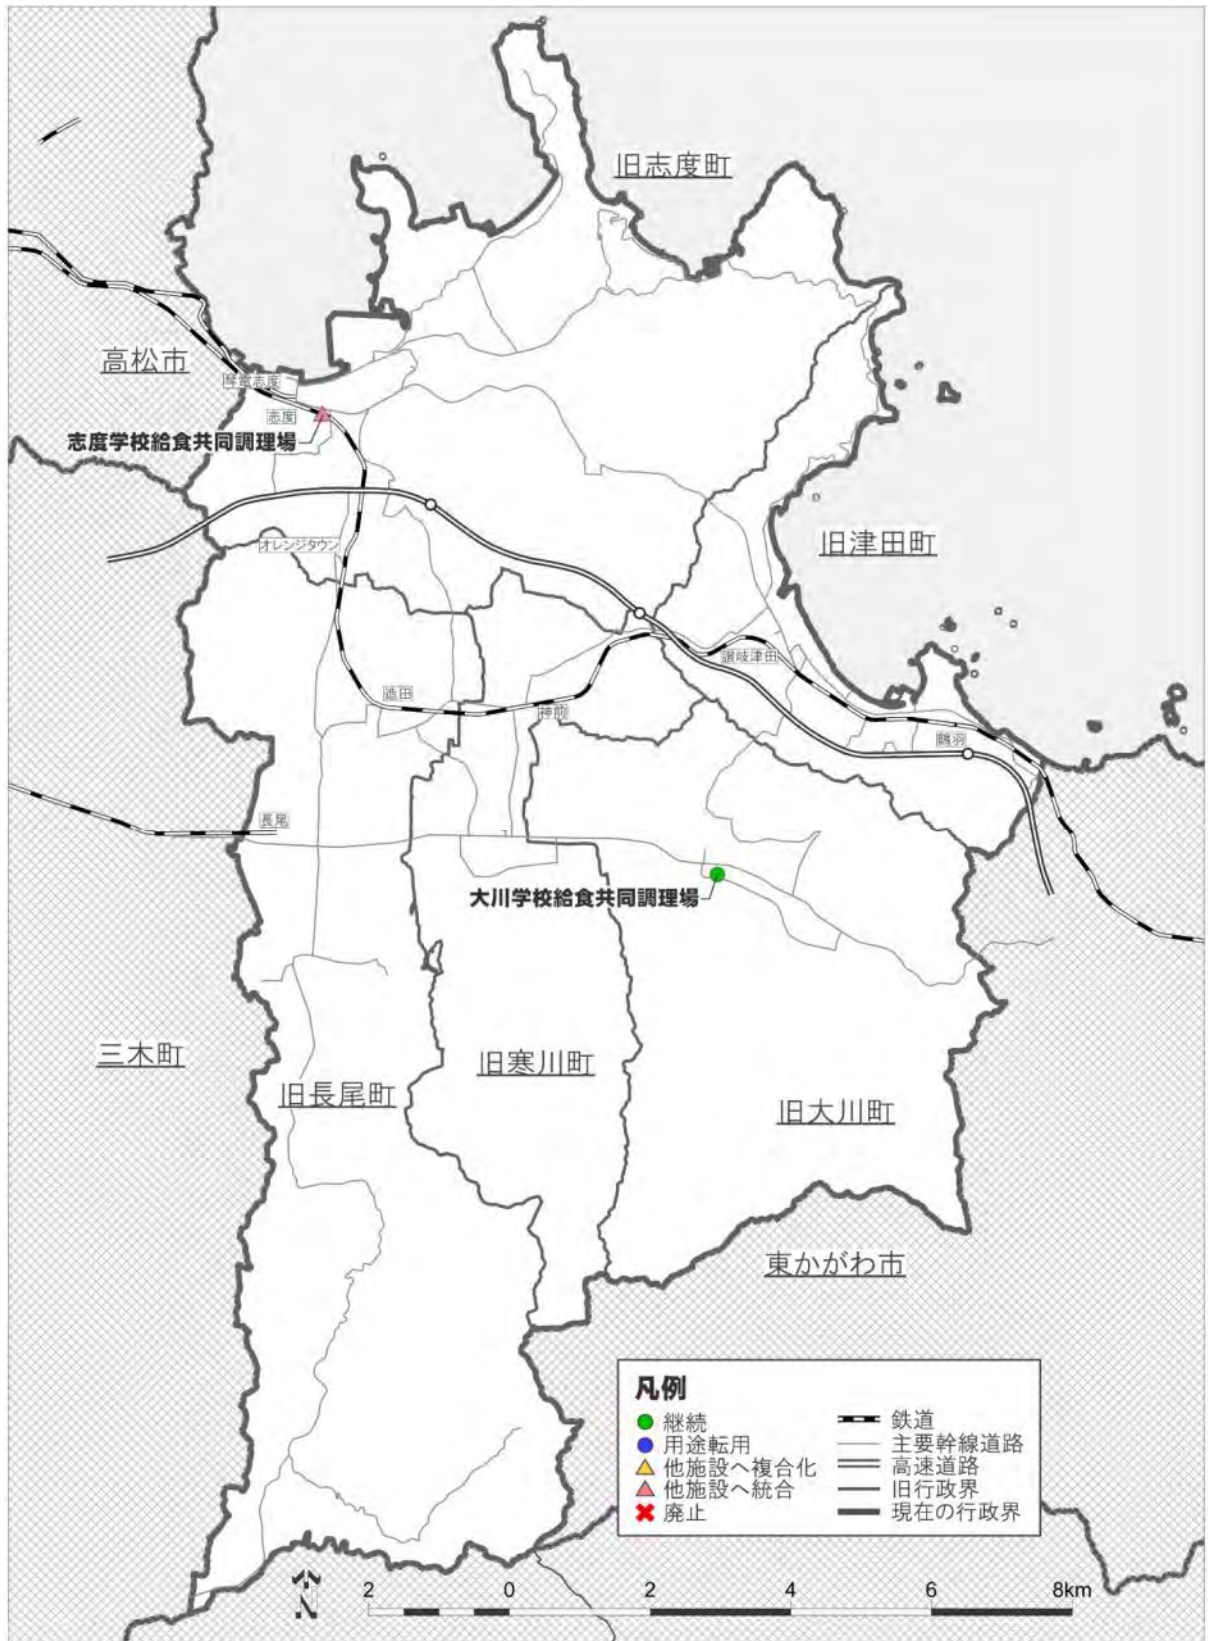 旧志度町
高松市
琴電志度
志度
志度学校給食共同調理場
旧津田町
オレンジタウン
讃岐津田
造田
神前
鶴羽
長尾
大川学校給食共同調理場
三木町
旧長尾町
旧寒川町
旧大川町
東かがわ市
凡例
継続
用途転用
他施設へ複合化
他施設へ統合
廃止
鉄道
主要幹線道路
高速道路
旧行政界
現在の行政界
北
2 0 2 4 6 8km